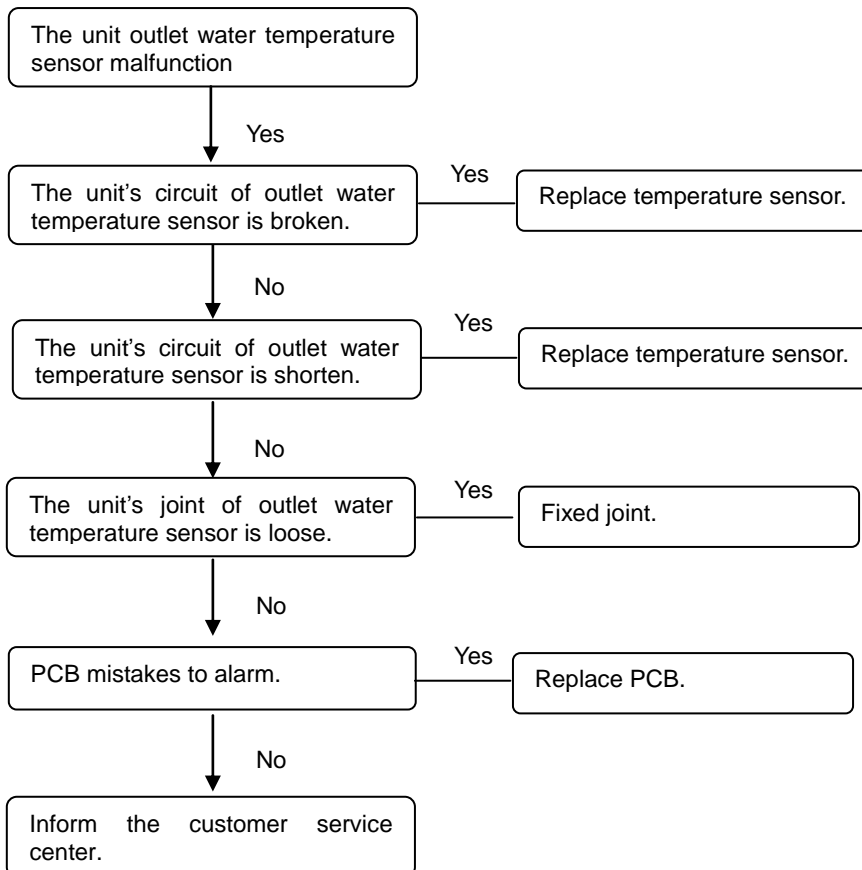 The unit outlet water temperature
sensor malfunction
Yes
The unit's circuit of outlet water
temperature sensor is broken.
Yes
Replace temperature sensor.
No
The unit's circuit of outlet water
temperature sensor is shorten.
Yes
Replace temperature sensor.
No
The unit's joint of outlet water
temperature sensor is loose.
Yes
Fixed joint.
No
PCB mistakes to alarm.
Yes
Replace PCB.
No
Inform the customer service
center.